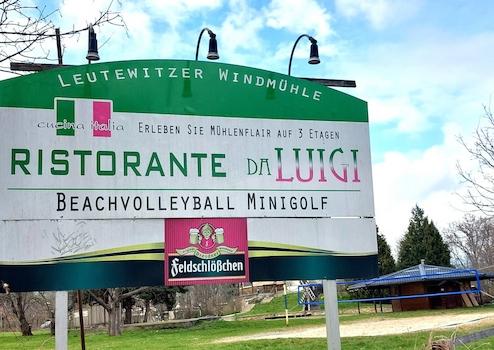 LEUTEWITZER WINDMÜHLE
cucina italia
ERLEBEN SIE MÜHLENFLAIR AUF 3 ETAGEN
RISTORANTE DA LUIGI
BEACHVOLLEYBALL MINIGOLF
Feldschlößchen